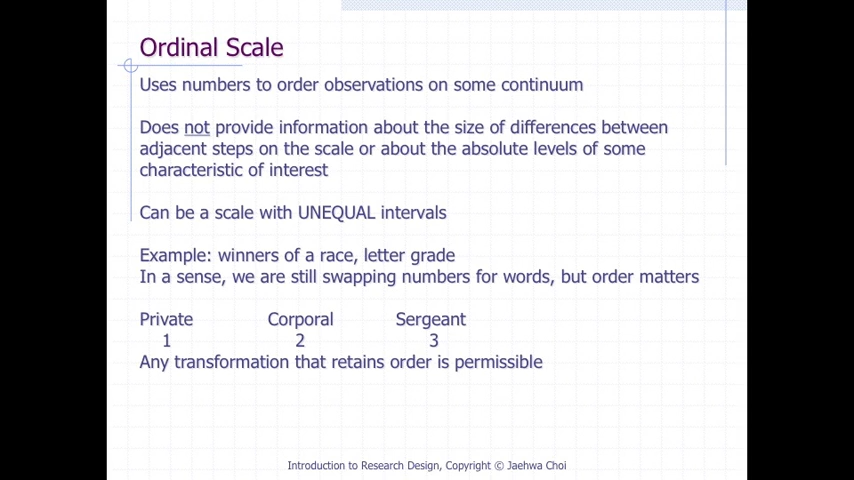 Ordinal Scale
Uses numbers to order observations on some continuum
Does not provide information about the size of differences between
adjacent steps on the scale or about the absolute levels of some
characteristic of interest
Can be a scale with UNEQUAL intervals
Example: winners of a race, letter grade
In a sense, we are still swapping numbers for words, but order matters
Private Corporal Sergeant
1 2 3
Any transformation that retains order is permissible
Introduction to Research Design, Copyright © Jaehwa Choi